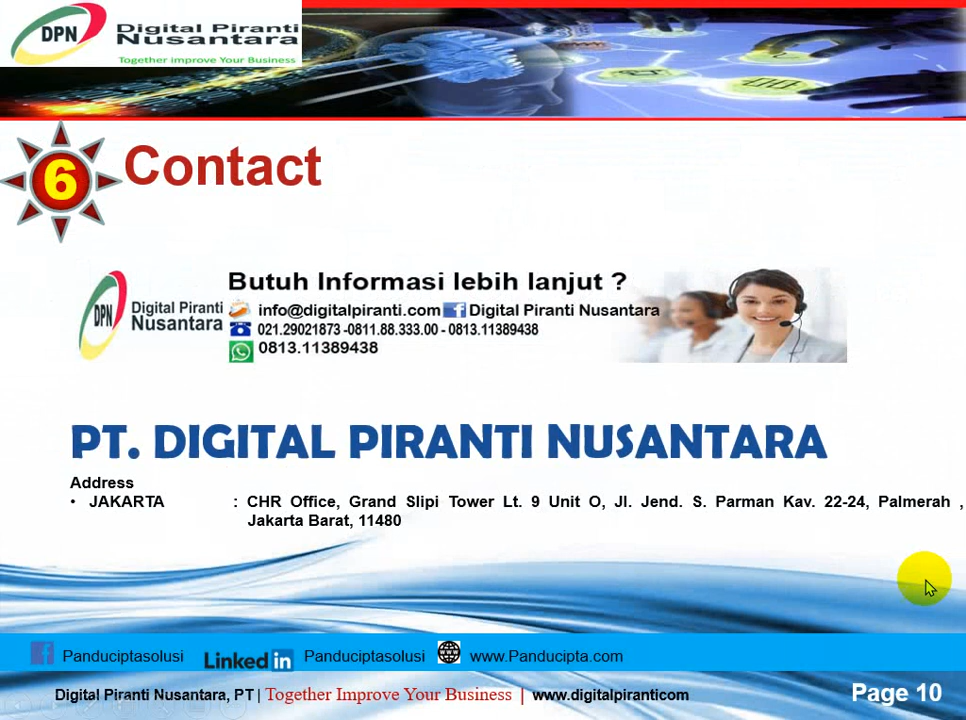 DPN Digital Piranti
Nusantara
Together improve Your Business
6 Contact
Butuh Informasi lebih lanjut ?
DPN Digital Piranti
Nusantara
info@digitalpiranti.com f Digital Piranti Nusantara
021.29021873 -0811.88.333.00 - 0813.11389438
0813.11389438
PT. DIGITAL PIRANTI NUSANTARA
Address
• JAKARTA : CHR Office, Grand Slipi Tower Lt. 9 Unit O, Jl. Jend. S. Parman Kav. 22-24, Palmerah ,
Jakarta Barat, 11480
f Panduciptasolusi Linked in Panduciptasolusi www.Panducipta.com
Digital Piranti Nusantara, PT | Together Improve Your Business | www.digitalpiranticom
Page 10